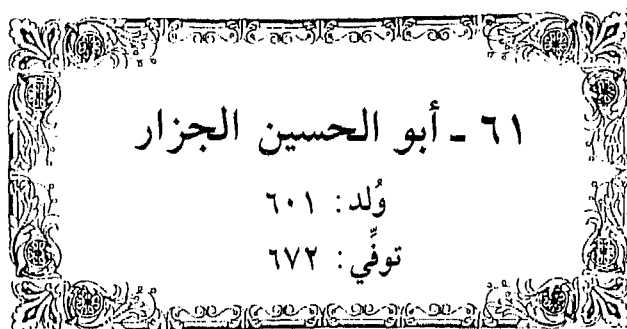 ٦١ ـ أبو الحسين الجزار
وُلد: ٦٠١
توفِّي: ٦٧٢